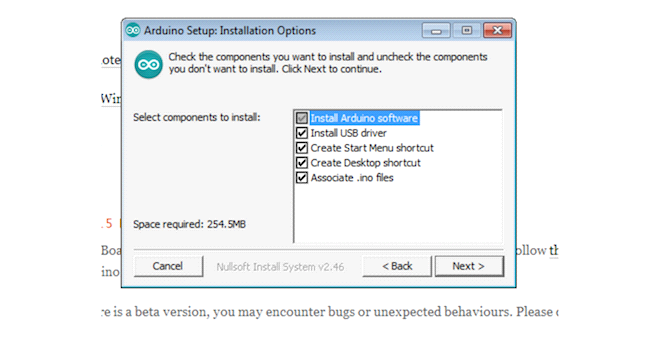 Arduino Setup: Installation Options
Check the components you want to install and uncheck the components
you don't want to install. Click Next to continue.
Select components to install:
Install Arduino software
Install USB driver
Create Start Menu shortcut
Create Desktop shortcut
Associate .ino files
Space required: 254.5MB
Cancel
Nullsoft Install System v2.46
< Back
Next >
.5
Boa
ollow th
ino
re is a beta version, you may encounter bugs or unexpected behaviours. Please